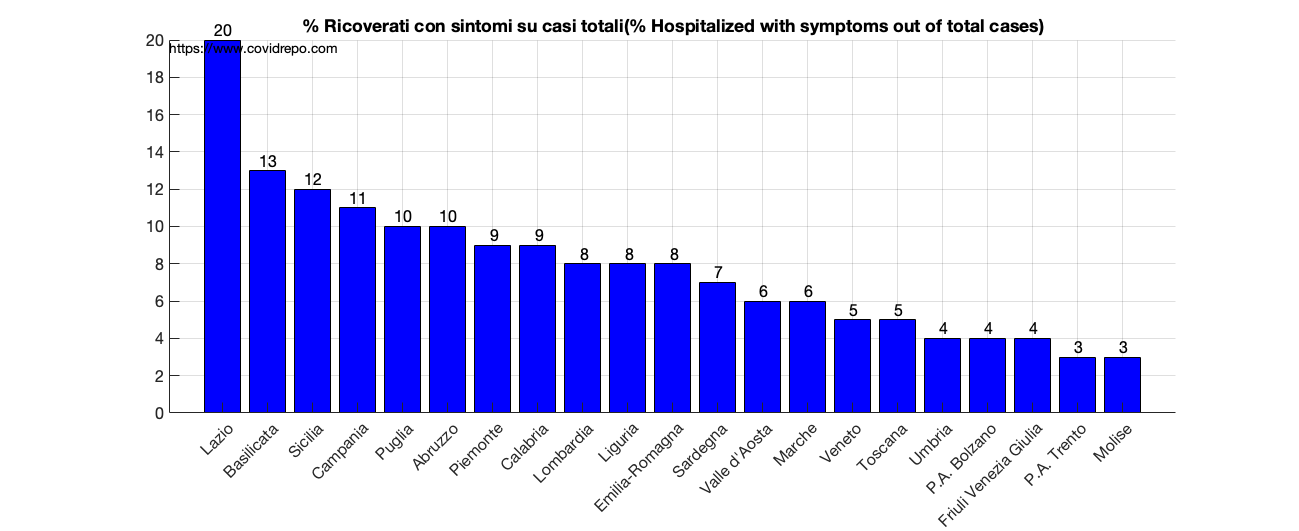 % Ricoverati con sintomi su casi totali(% Hospitalized with symptoms out of total cases)
https://www.covidrepo.com
20
18
16
14
12
10
8
6
4
2
0
20
13
12
11
10
10
9
9
8
8
8
7
6
6
5
5
4
4
4
3
3
Lazio
Basilicata
Sicilia
Campania
Puglia
Abruzzo
Piemonte
Calabria
Lombardia
Liguria
Emilia-Romagna
Sardegna
Valle d'Aosta
Marche
Veneto
Toscana
Umbria
P.A. Bolzano
Friuli Venezia Giulia
P.A. Trento
Molise